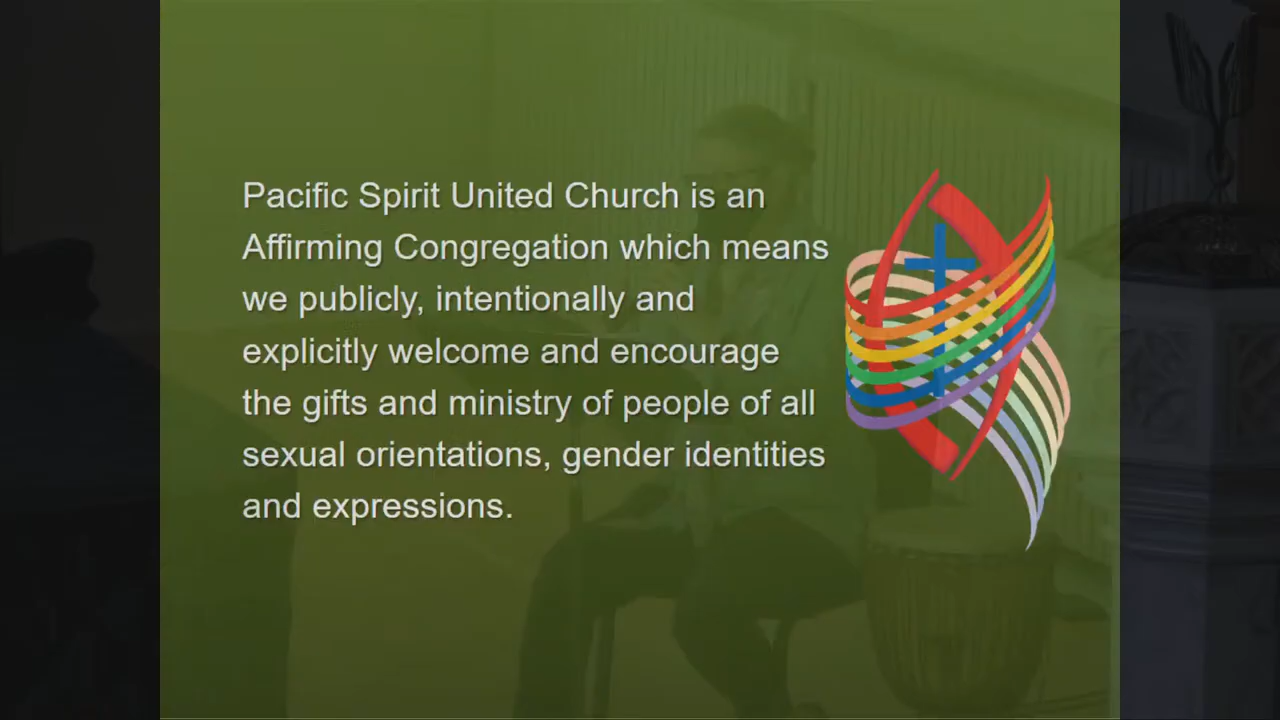 Pacific Spirit United Church is an
Affirming Congregation which means
we publicly, intentionally and
explicitly welcome and encourage
the gifts and ministry of people of all
sexual orientations, gender identities
and expressions.